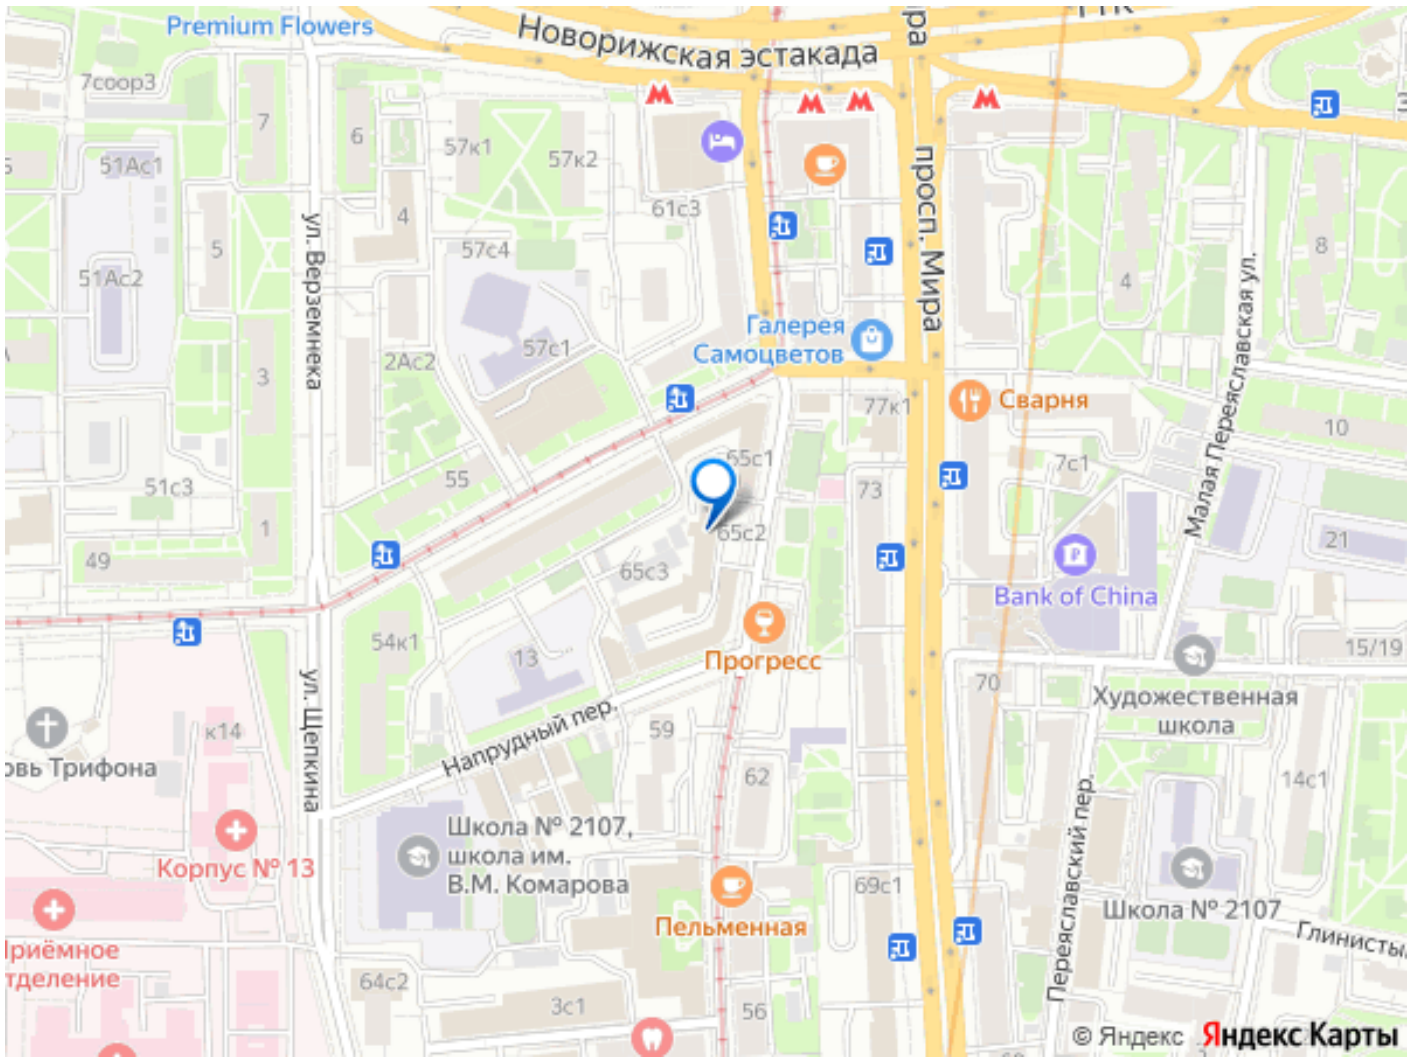 Premium Flowers
Новорижская эстакада
7соор3
7
6
57к1
57к2
51Ас1
4
61с3
57с4
5
ул. Верземнека
просп. Мира
8
4
51Ас2
Малая Переяславская ул.
Галерея
Самоцветов
57с1
2Ас2
3
Сварня
77к1
10
65с1
7с1
55
51с3
73
1
65с2
21
49
65с3
Bank of China
54к1
13
Прогресс
15/19
70
Художественная
школа
к14
ул. Щепкина
Напрудный пер.
59
овь Трифона
62
14с1
Переяславский пер.
Школа № 2107,
школа им.
В.М. Комарова
Корпус № 13
69с1
Школа № 2107
Пельменная
Глинисты
Приёмное
тделение
64с2
3с1
56
© Яндекс Яндекс Карты